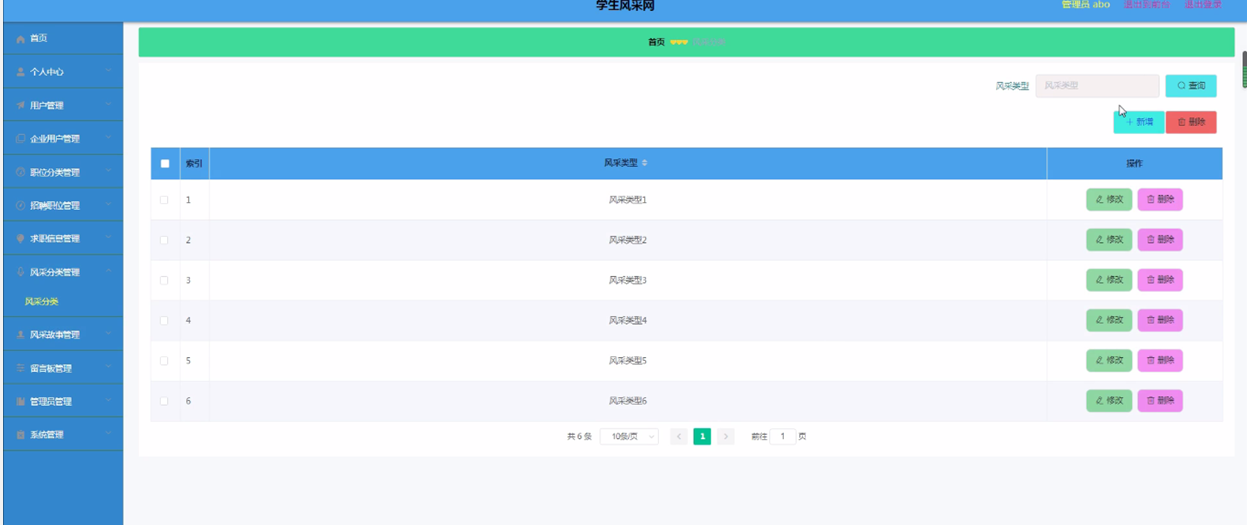 学生风采网
管理员 abo 退出到前台 退出登录
首页
个人中心
用户管理
企业用户管理
职位分类管理
招聘职位管理
求职信息管理
风采分类管理
风采分类
风采故事管理
留言板管理
管理员管理
系统管理
首页
风采类型 风采类型 查询
新增 删除
索引 风采类型 操作
1 风采类型1 修改 删除
2 风采类型2 修改 删除
3 风采类型3 修改 删除
4 风采类型4 修改 删除
5 风采类型5 修改 删除
6 风采类型6 修改 删除
共 6 条 10条/页 < 1 > 前往 1 页